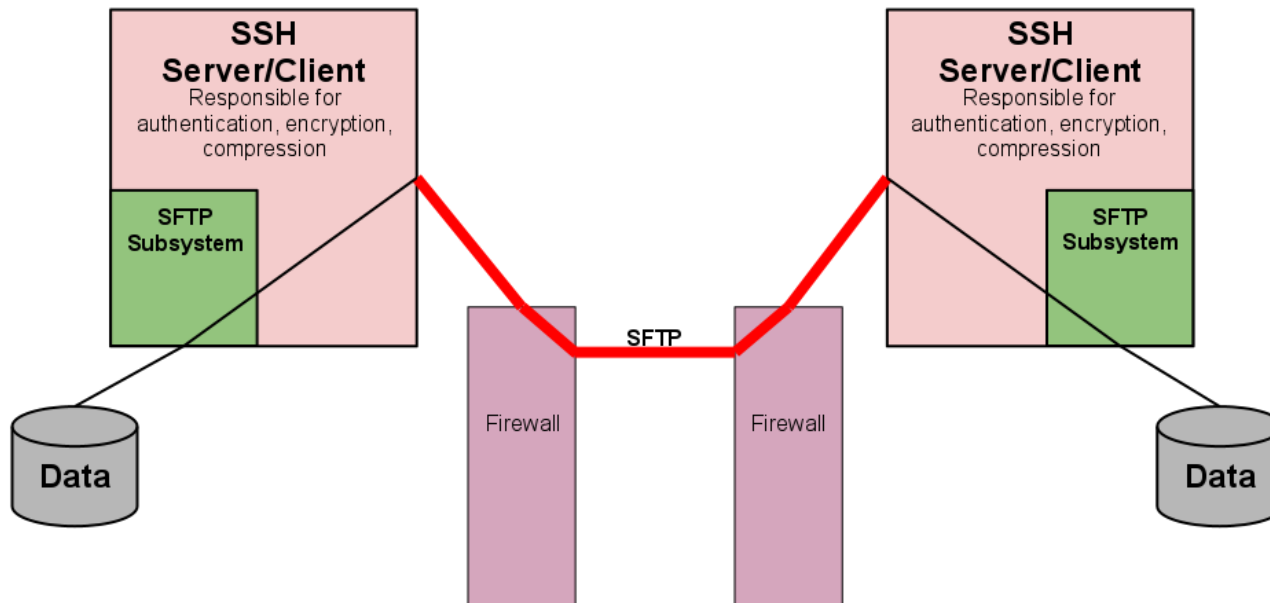 SSH
Server/Client
Responsible for
authentication, encryption,
compression
SFTP
Subsystem
Data
SSH
Server/Client
Responsible for
authentication, encryption,
compression
SFTP
Subsystem
Data
SFTP
Firewall
Firewall